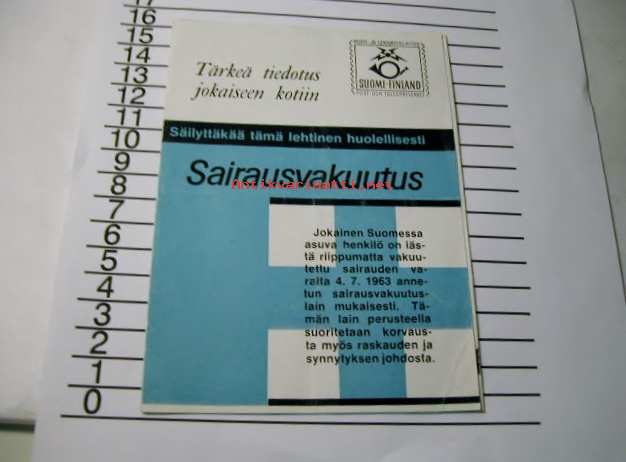 17
16
15
14
13
12
11
10
9
8
7
6
5
4
3
2
1
0
Tärkeä tiedotus
jokaiseen kotiin
SUOMI-FINLAND
Säilyttäkää tämä lehtinen huolellisesti
Sairausvakuutus
Antikvariaatit.net
Jokainen Suomessa
asuva henkilö on iäs-
tä riippumatta vakuu-
tettu sairauden va-
ralta 4. 7. 1963 anne-
tun sairausvakuutus-
lain mukaisesti. Tä-
män lain perusteella
suoritetaan korvaus-
ta myös raskauden ja
synnytyksen johdosta.